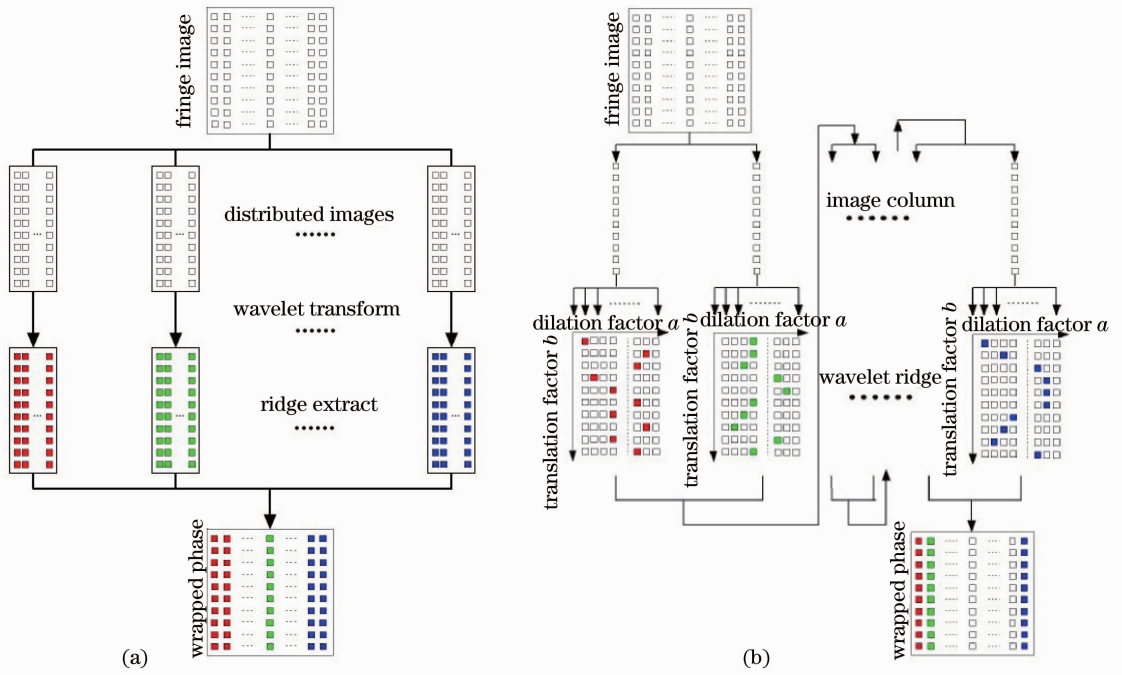 fringe image
distributed images
wavelet transform
ridge extract
wrapped phase
(a)
fringe image
image column
dilation factor a
translation factor b
dilation factor a
translation factor b
wavelet ridge
dilation factor a
translation factor b
wrapped phase
(b)